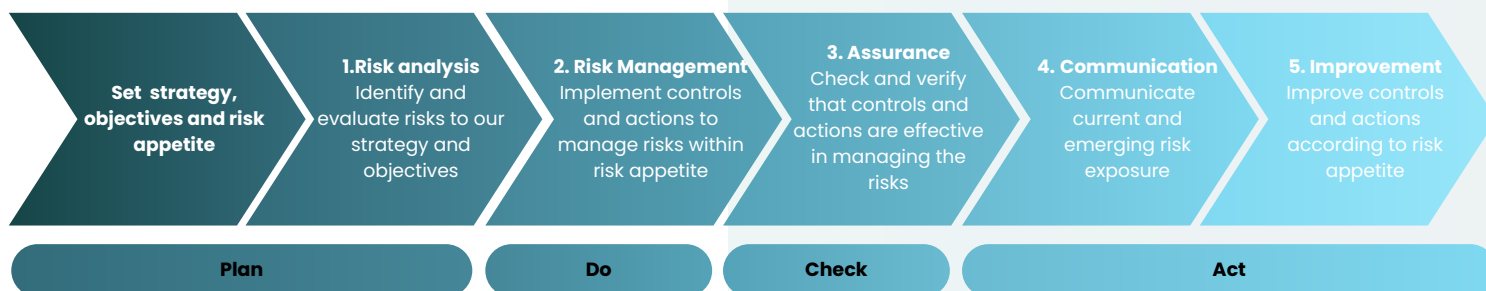 Set strategy,
objectives and risk
appetite
1.Risk analysis
Identify and
evaluate risks to our
strategy and
objectives
2. Risk Management
Implement controls
and actions to
manage risks within
risk appetite
3. Assurance
Check and verify
that controls and
actions are effective
in managing the
risks
4. Communication
Communicate
current and
emerging risk
exposure
5. Improvement
Improve controls
and actions
according to risk
appetite
Plan
Do
Check
Act